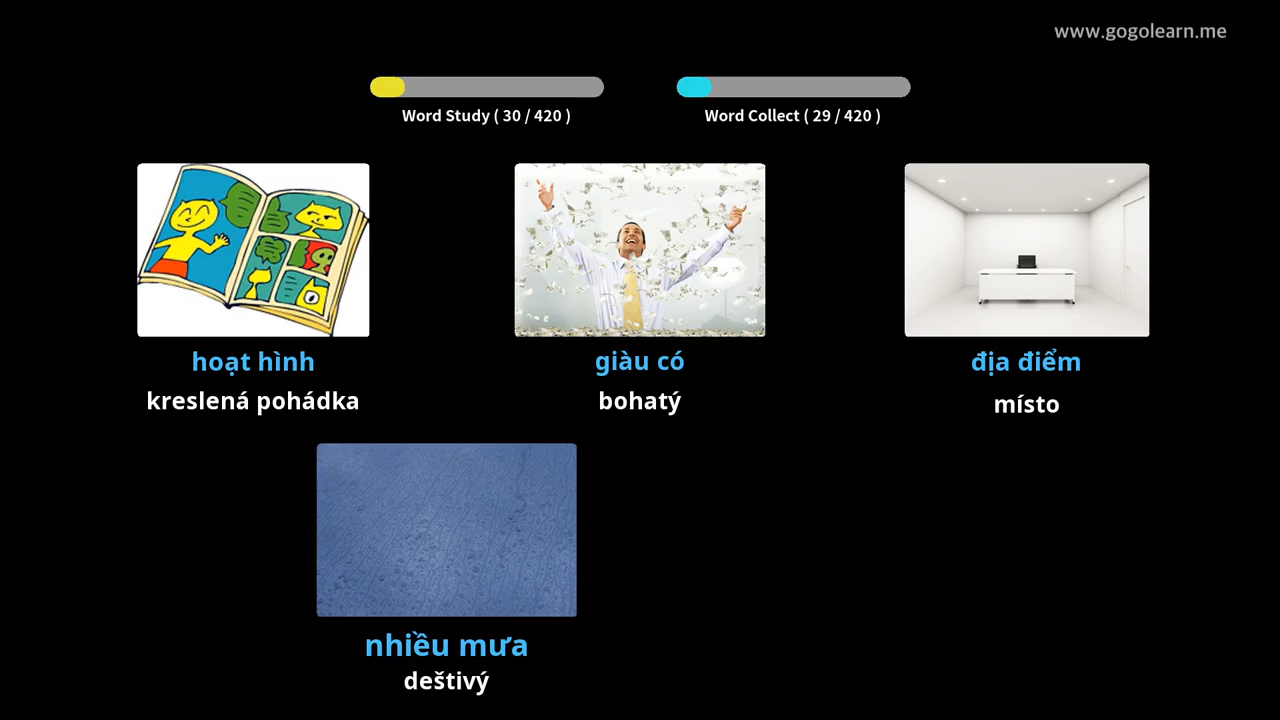 www.gogolearn.me
Word Study ( 30 / 420 )
Word Collect ( 29 / 420 )
hoạt hình
kreslená pohádka
giàu có
bohatý
địa điểm
místo
nhiều mưa
deštivý